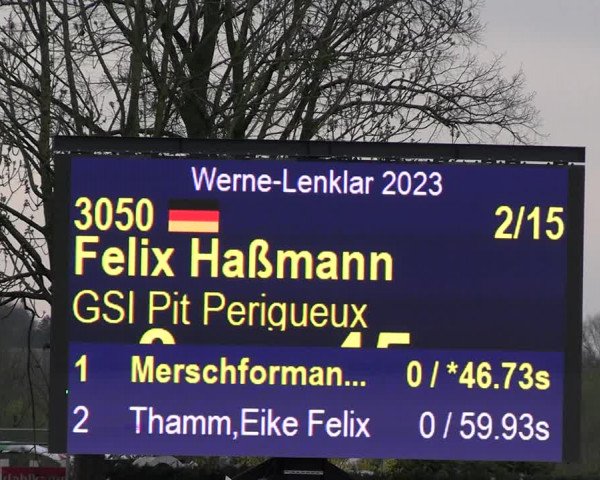 Werne-Lenklar 2023
3050 2/15
Felix Haßmann
GSI Pit Perigueux
1 Merschforman... 0 / *46.73s
2 Thamm,Eike Felix 0 / 59.93s